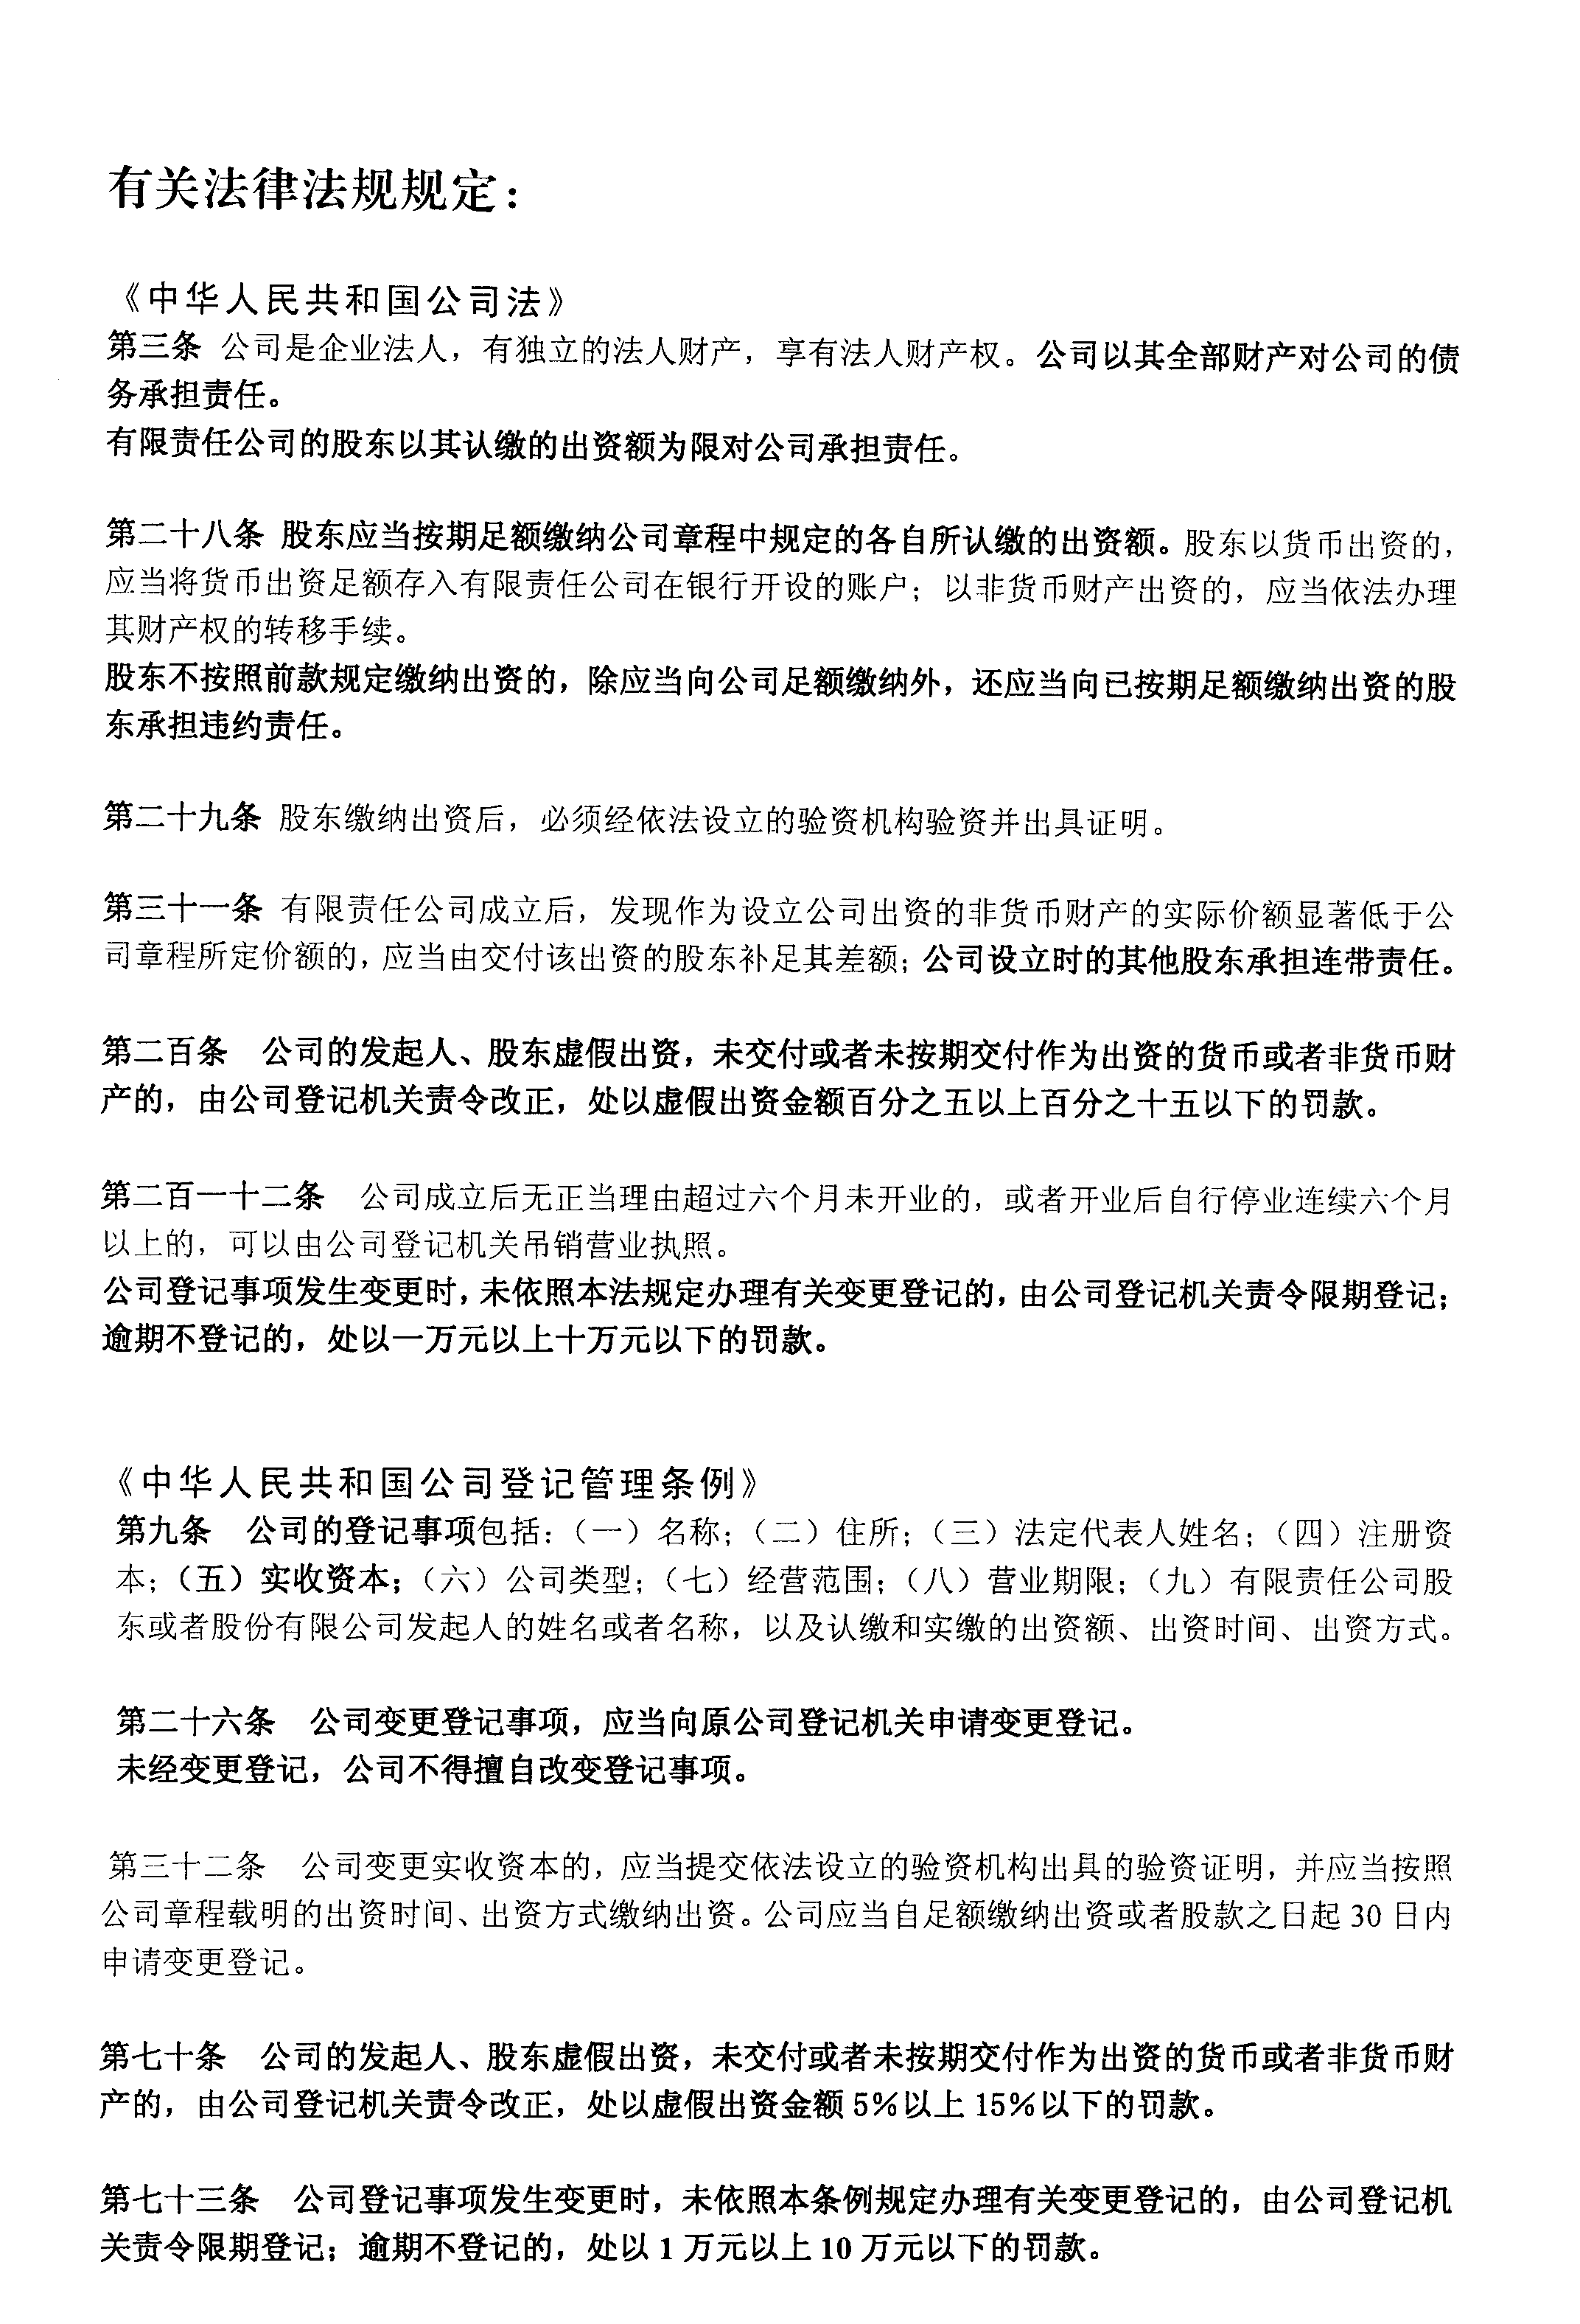 有关法律法规规定：
《中华人民共和国公司法》
第三条 公司是企业法人，有独立的法人财产，享有法人财产权。公司以其全部财产对公司的债
务承担责任。
有限责任公司的股东以其认缴的出资额为限对公司承担责任。
第二十八条 股东应当按期足额缴纳公司章程中规定的各自所认缴的出资额。股东以货币出资的，
应当将货币出资足额存入有限责任公司在银行开设的账户；以非货币财产出资的，应当依法办理
其财产权的转移手续。
股东不按照前款规定缴纳出资的，除应当向公司足额缴纳外，还应当向已按期足额缴纳出资的股
东承担违约责任。
第二十九条 股东缴纳出资后，必须经依法设立的验资机构验资并出具证明。
第三十一条 有限责任公司成立后，发现作为设立公司出资的非货币财产的实际价额显著低于公
司章程所定价额的，应当由交付该出资的股东补足其差额；公司设立时的其他股东承担连带责任。
第二百条 公司的发起人、股东虚假出资，未交付或者未按期交付作为出资的货币或者非货币财
产的，由公司登记机关责令改正，处以虚假出资金额百分之五以上百分之十五以下的罚款。
第二百一十二条 公司成立后无正当理由超过六个月未开业的，或者开业后自行停业连续六个月
以上的，可以由公司登记机关吊销营业执照。
公司登记事项发生变更时，未依照本法规定办理有关变更登记的，由公司登记机关责令限期登记；
逾期不登记的，处以一万元以上十万元以下的罚款。
《中华人民共和国公司登记管理条例》
第九条 公司的登记事项包括：（一）名称；（二）住所；（三）法定代表人姓名；（四）注册资
本；（五）实收资本；（六）公司类型；（七）经营范围；（八）营业期限；（九）有限责任公司股
东或者股份有限公司发起人的姓名或者名称，以及认缴和实缴的出资额、出资时间、出资方式。
第二十六条 公司变更登记事项，应当向原公司登记机关申请变更登记。
未经变更登记，公司不得擅自改变登记事项。
第三十二条 公司变更实收资本的，应当提交依法设立的验资机构出具的验资证明，并应当按照
公司章程载明的出资时间、出资方式缴纳出资。公司应当自足额缴纳出资或者股款之日起 30 日内
申请变更登记。
第七十条 公司的发起人、股东虚假出资，未交付或者未按期交付作为出资的货币或者非货币财
产的，由公司登记机关责令改正，处以虚假出资金额 5%以上 15%以下的罚款。
第七十三条 公司登记事项发生变更时，未依照本条例规定办理有关变更登记的，由公司登记机
关责令限期登记；逾期不登记的，处以 1 万元以上 10 万元以下的罚款。